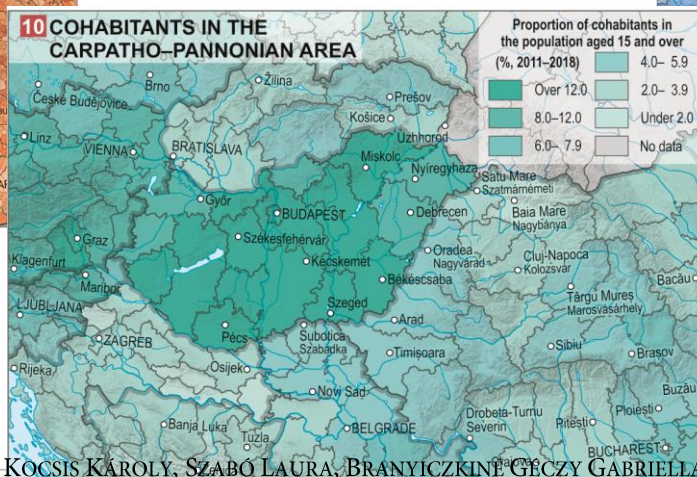 10 COHABITANTS IN THE
CARPATHO–PANNONIAN AREA
Proportion of cohabitants in
the population aged 15 and over
(%, 2011–2018)
Over 12.0
8.0–12.0
6.0– 7.9
4.0– 5.9
2.0– 3.9
Under 2.0
No data
Brno
Žilina
České Budějovice
Prešov
Košice
Uzhhorod
Linz
VIENNA
BRATISLAVA
Miskolc
Nyíregyháza
Satu Mare
Szatmárnémeti
Győr
BUDAPEST
Debrecen
Baia Mare
Nagybánya
Graz
Székesfehérvár
Oradea
Nagyvárad
Cluj-Napoca
Kolozsvár
Klagenfurt
Kecskemét
Bacău
Maribor
Békéscsaba
Târgu Mureș
Marosvásárhely
LJUBLJANA
Szeged
Arad
Pécs
Subotica
Szabadka
ZAGREB
Timișoara
Sibiu
Brașov
Rijeka
Osijek
Novi Sad
Buzău
Drobeta-Turnu
Severin
Ploiești
Pitești
Banja Luka
Tuzla
BELGRADE
BUCHAREST
KOCSIS KÁROLY, SZABÓ LAURA, BRANYICZKINÉ GÉCZY GABRIELLA